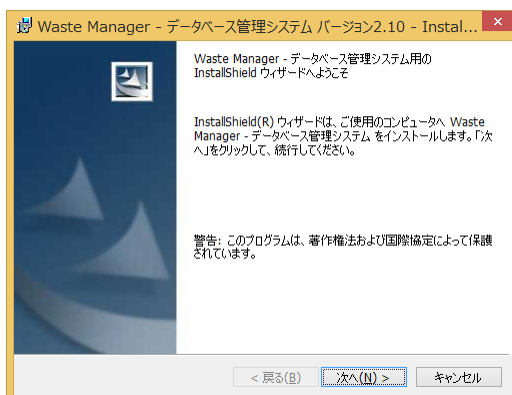 Waste Manager - データベース管理システム バージョン2.10 - Install...
Waste Manager - データベース管理システム用の
InstallShield ウィザードへようこそ
InstallShield(R) ウィザードは、ご使用のコンピュータへ Waste
Manager - データベース管理システム をインストールします。「次
へ」をクリックして、続行してください。
警告: このプログラムは、著作権法および国際協定によって保護
されています。
< 戻る(B)
次へ(N) >
キャンセル